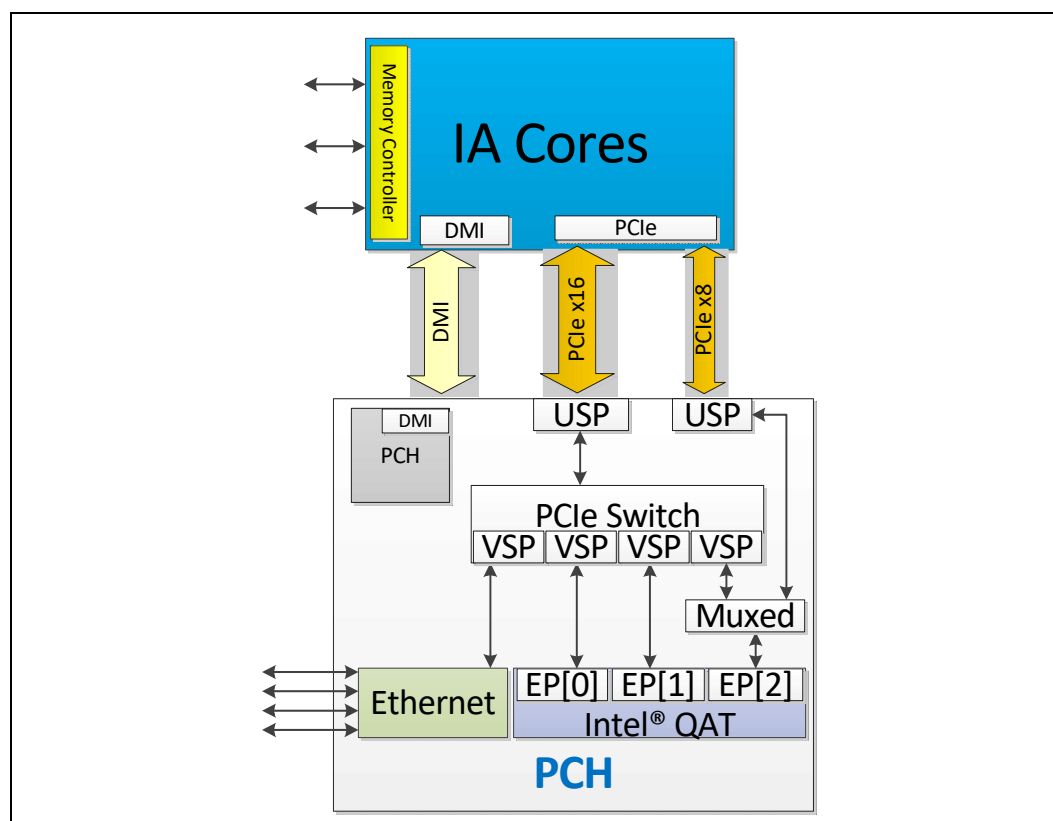 Memory Controller
IA Cores
DMI
PCIe
DMI
PCIe x16
PCIe x8
DMI
PCH
USP
USP
PCIe Switch
VSP
VSP
VSP
VSP
Muxed
Ethernet
EP[0]
EP[1]
EP[2]
Intel® QAT
PCH